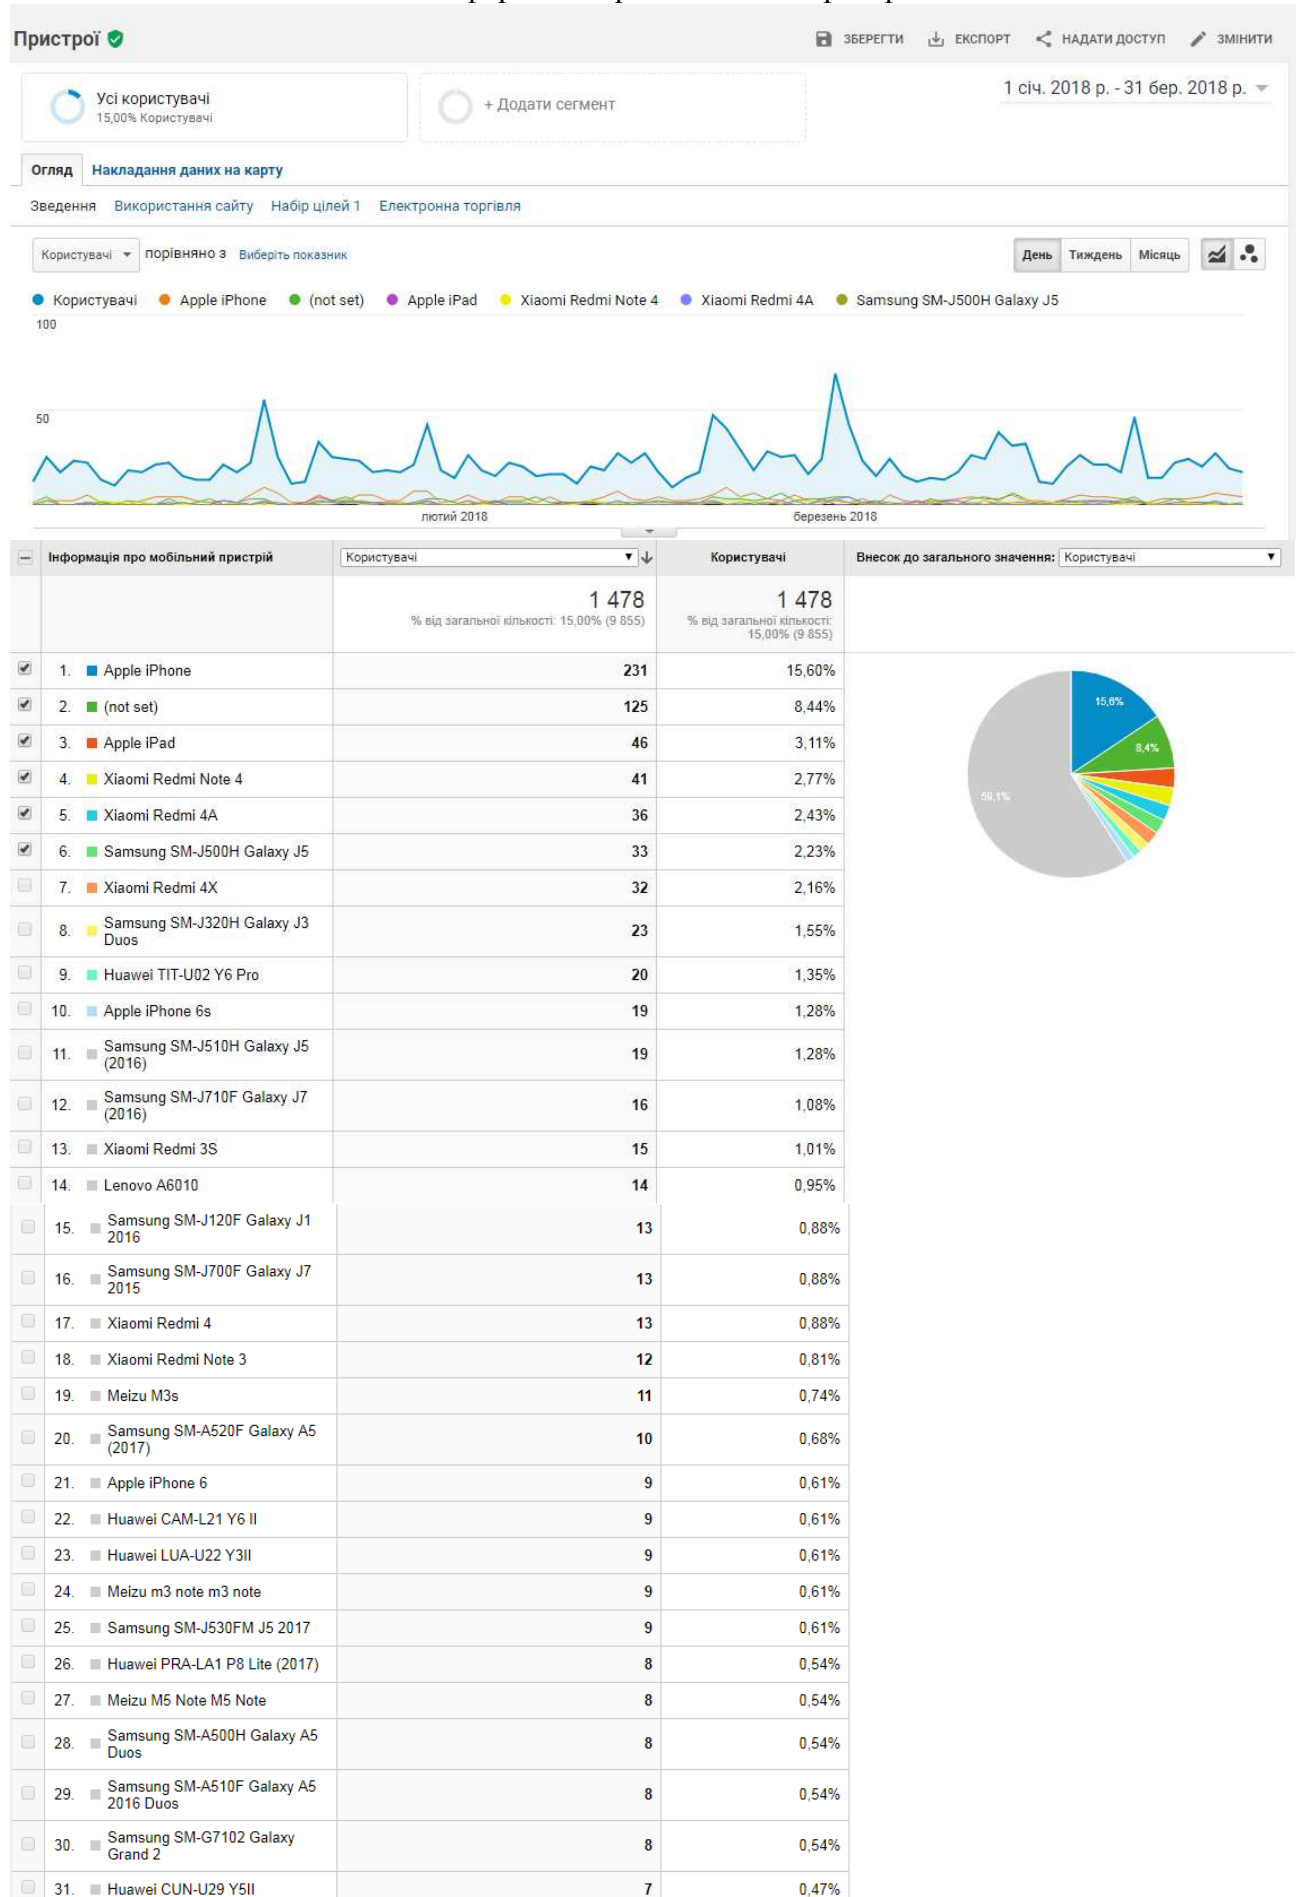 Пристрої
ЗБЕРЕГТИ ЕКСПОРТ НАДАТИ ДОСТУП ЗМІНИТИ
Усі користувачі
15,00% Користувачі
+ Додати сегмент
1 січ. 2018 р. - 31 бер. 2018 р.
Огляд Накладання даних на карту
Зведення Використання сайту Набір цілей 1 Електронна торгівля
Користувачі порівняно з Виберіть показник
День Тиждень Місяць
Користувачі Apple iPhone (not set) Apple iPad Xiaomi Redmi Note 4 Xiaomi Redmi 4A Samsung SM-J500H Galaxy J5
100
50
лютий 2018 березень 2018
Інформація про мобільний пристрій Користувачі Користувачі Внесок до загального значення: Користувачі
1 478 1 478
% від загальної кількості: 15,00% (9 855) % від загальної кількості:
15,00% (9 855)
1. Apple iPhone 231 15,60%
2. (not set) 125 8,44%
3. Apple iPad 46 3,11%
4. Xiaomi Redmi Note 4 41 2,77%
5. Xiaomi Redmi 4A 36 2,43%
6. Samsung SM-J500H Galaxy J5 33 2,23%
7. Xiaomi Redmi 4X 32 2,16%
8. Samsung SM-J320H Galaxy J3
Duos 23 1,55%
9. Huawei TIT-U02 Y6 Pro 20 1,35%
10. Apple iPhone 6s 19 1,28%
11. Samsung SM-J510H Galaxy J5
(2016) 19 1,28%
12. Samsung SM-J710F Galaxy J7
(2016) 16 1,08%
13. Xiaomi Redmi 3S 15 1,01%
14. Lenovo A6010 14 0,95%
15. Samsung SM-J120F Galaxy J1
2016 13 0,88%
16. Samsung SM-J700F Galaxy J7
2015 13 0,88%
17. Xiaomi Redmi 4 13 0,88%
18. Xiaomi Redmi Note 3 12 0,81%
19. Meizu M3s 11 0,74%
20. Samsung SM-A520F Galaxy A5
(2017) 10 0,68%
21. Apple iPhone 6 9 0,61%
22. Huawei CAM-L21 Y6 II 9 0,61%
23. Huawei LUA-U22 Y3II 9 0,61%
24. Meizu m3 note m3 note 9 0,61%
25. Samsung SM-J530FM J5 2017 9 0,61%
26. Huawei PRA-LA1 P8 Lite (2017) 8 0,54%
27. Meizu M5 Note M5 Note 8 0,54%
28. Samsung SM-A500H Galaxy A5
Duos 8 0,54%
29. Samsung SM-A510F Galaxy A5
2016 Duos 8 0,54%
30. Samsung SM-G7102 Galaxy
Grand 2 8 0,54%
31. Huawei CUN-U29 Y5II 7 0,47%
15,6%
8,4%
59,1%